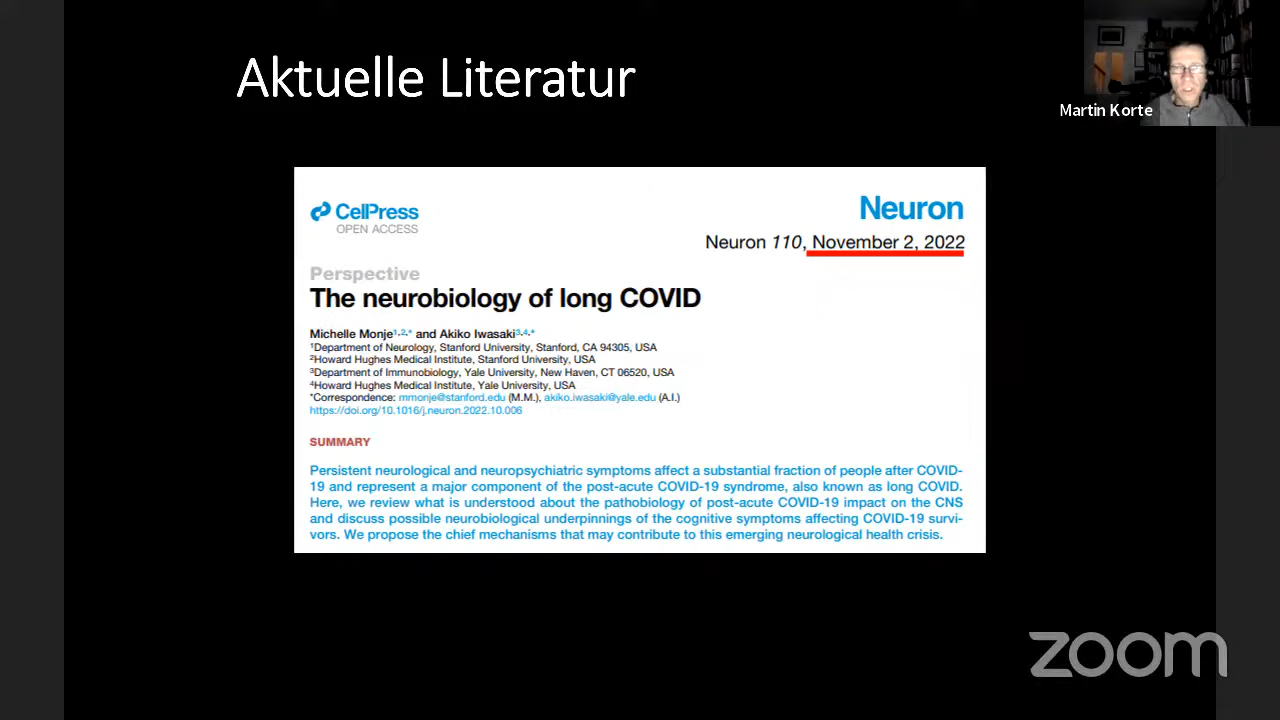 Aktuelle Literatur
Martin Korte
CellPress
OPEN ACCESS
Neuron
Neuron 110, November 2, 2022
Perspective
The neurobiology of long COVID
Michelle Monje1,2,* and Akiko Iwasaki3,4,*
1Department of Neurology, Stanford University, Stanford, CA 94305, USA
2Howard Hughes Medical Institute, Stanford University, USA
3Department of Immunobiology, Yale University, New Haven, CT 06520, USA
4Howard Hughes Medical Institute, Yale University, USA
*Correspondence: mmonje@stanford.edu (M.M.), akiko.iwasaki@yale.edu (A.I.)
https://doi.org/10.1016/j.neuron.2022.10.006
SUMMARY
Persistent neurological and neuropsychiatric symptoms affect a substantial fraction of people after COVID-
19 and represent a major component of the post-acute COVID-19 syndrome, also known as long COVID.
Here, we review what is understood about the pathobiology of post-acute COVID-19 impact on the CNS
and discuss possible neurobiological underpinnings of the cognitive symptoms affecting COVID-19 survi-
vors. We propose the chief mechanisms that may contribute to this emerging neurological health crisis.
zoom